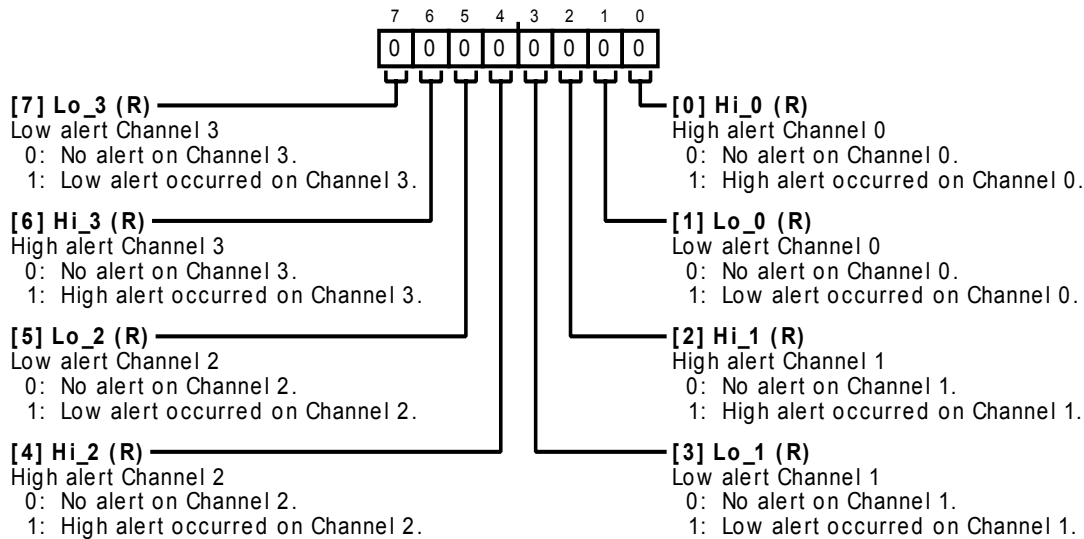 7 6 5 4 3 2 1 0
0 0 0 0 0 0 0 0
[7] Lo_3 (R)
Low alert Channel 3
0: No alert on Channel 3.
1: Low alert occurred on Channel 3.
[6] Hi_3 (R)
High alert Channel 3
0: No alert on Channel 3.
1: High alert occurred on Channel 3.
[5] Lo_2 (R)
Low alert Channel 2
0: No alert on Channel 2.
1: Low alert occurred on Channel 2.
[4] Hi_2 (R)
High alert Channel 2
0: No alert on Channel 2.
1: High alert occurred on Channel 2.
[0] Hi_0 (R)
High alert Channel 0
0: No alert on Channel 0.
1: High alert occurred on Channel 0.
[1] Lo_0 (R)
Low alert Channel 0
0: No alert on Channel 0.
1: Low alert occurred on Channel 0.
[2] Hi_1 (R)
High alert Channel 1
0: No alert on Channel 1.
1: High alert occurred on Channel 1.
[3] Lo_1 (R)
Low alert Channel 1
0: No alert on Channel 1.
1: Low alert occurred on Channel 1.